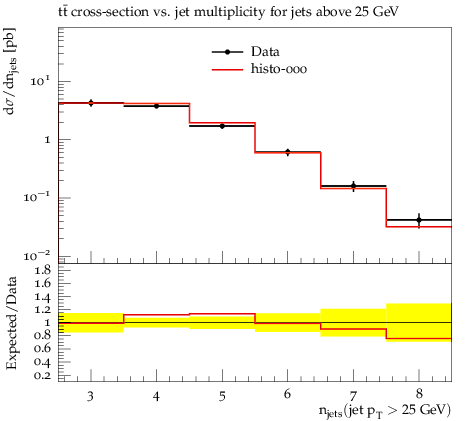 tt̄ cross-section vs. jet multiplicity for jets above 25 GeV
dσ/dn_jets [pb]
Data
histo-ooo
10^1
1
10^−1
10^−2
Expected/Data
1.8
1.6
1.4
1.2
1
0.8
0.6
0.4
0.2
3 4 5 6 7 8
n_jets(jet p_T > 25 GeV)